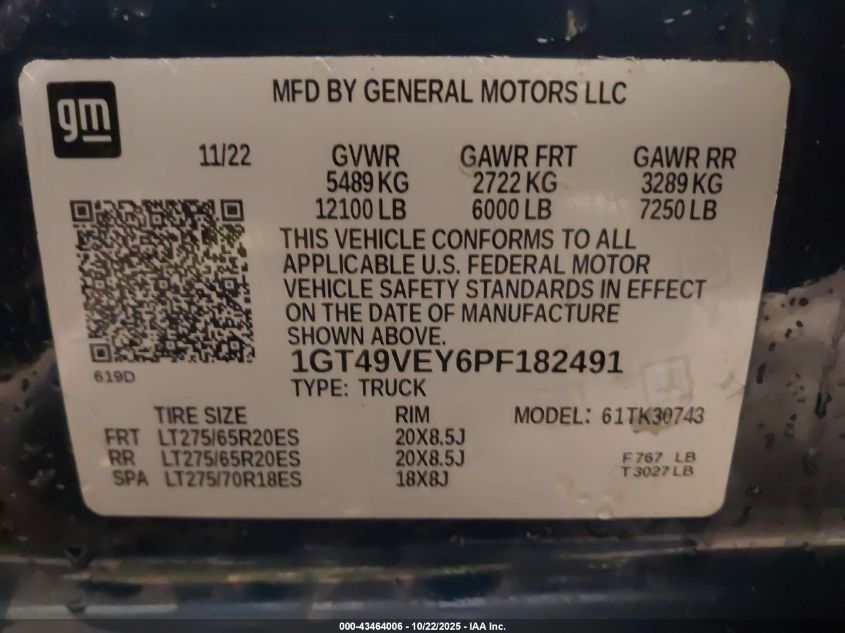 gm
MFD BY GENERAL MOTORS LLC
11/22 GVWR GAWR FRT GAWR RR
5489 KG 2722 KG 3289 KG
12100 LB 6000 LB 7250 LB
THIS VEHICLE CONFORMS TO ALL
APPLICABLE U.S. FEDERAL MOTOR
VEHICLE SAFETY STANDARDS IN EFFECT
ON THE DATE OF MANUFACTURE
SHOWN ABOVE.
619D
1GT49VEY6PF182491
TYPE: TRUCK
TIRE SIZE RIM MODEL: 61TK30743
FRT LT275/65R20ES 20X8.5J
RR LT275/65R20ES 20X8.5J F 767 LB
SPA LT275/70R18ES 18X8J T 3027 LB
000-43464006 - 10/22/2025 - IAA Inc.